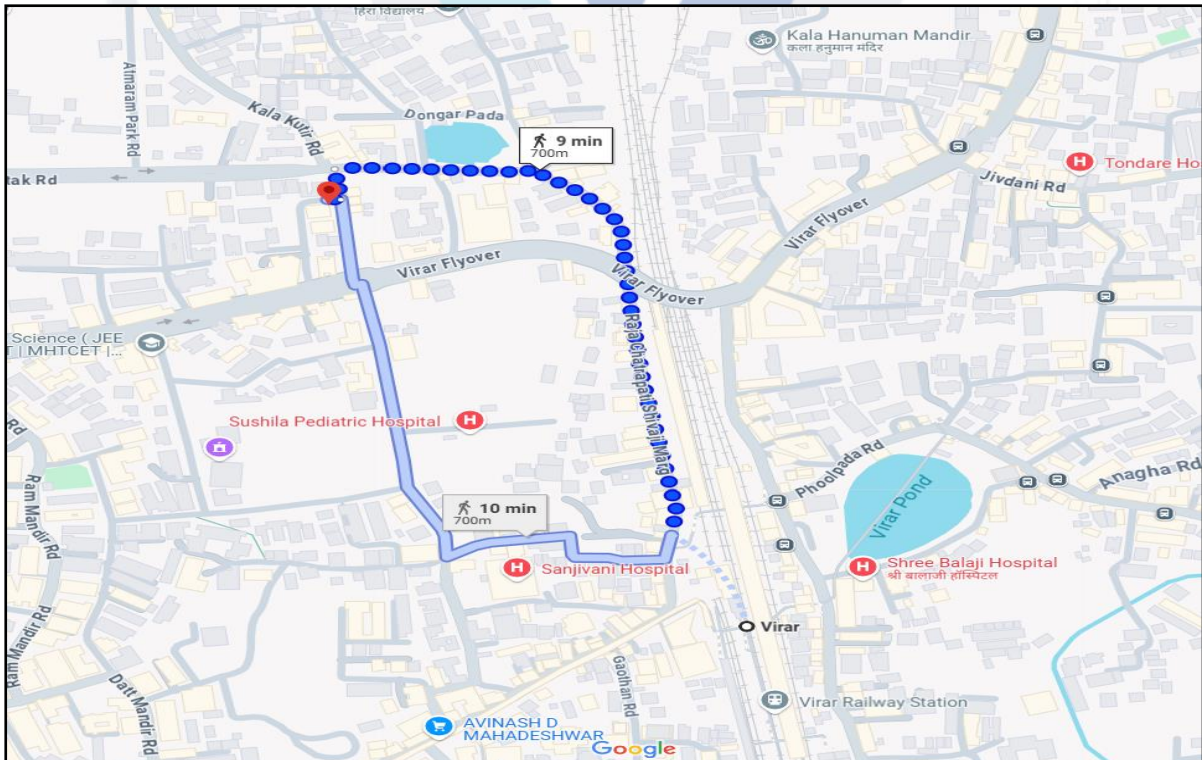 हिरा विद्यालय
Kala Hanuman Mandir
कला हनुमान मंदिर
Atmaram Park Rd
Kala Kutir Rd
Dongar Pada
9 min
700m
Tondare Ho
Jivdani Rd
tak Rd
Virar Flyover
Virar Flyover
Virar Flyover
Raja Chatrapati Shivaji Marg
Science ( JEE
T | MHTCET |...
Sushila Pediatric Hospital
Phoolpada Rd
Anagha Rd
Rd
Ram Mandir Rd
Virar Pond
10 min
700m
Sanjivani Hospital
Shree Balaji Hospital
श्री बालाजी हॉस्पिटल
Virar
Ram Mandir Rd
Datt Mandir Rd
Gaothan Rd
Virar Railway Station
AVINASH D
MAHADESHWAR
Google